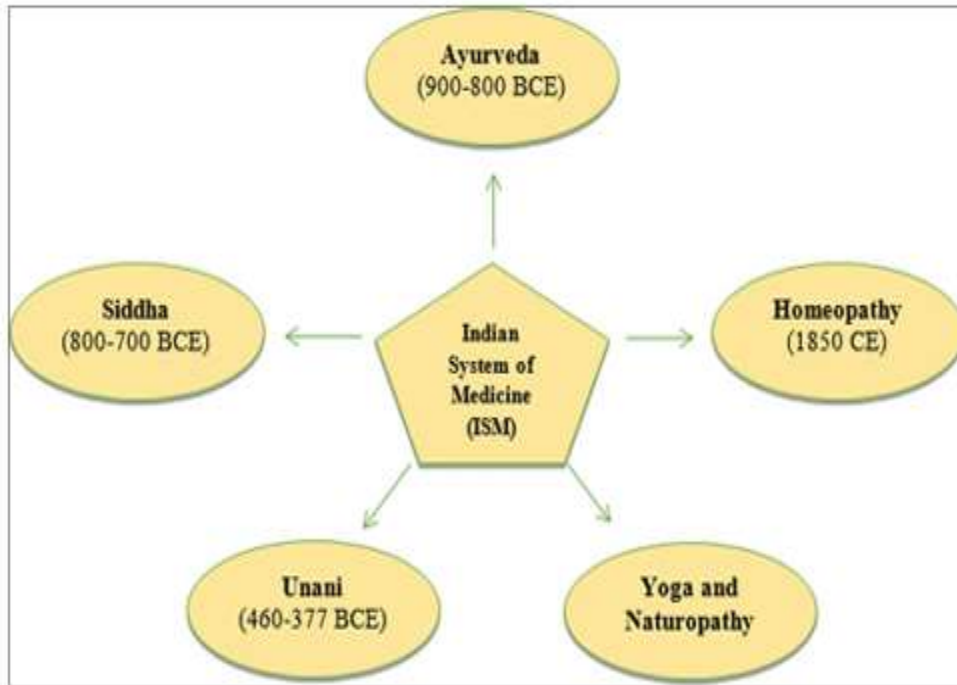 Ayurveda
(900-800 BCE)
Siddha
(800-700 BCE)
Indian
System of
Medicine
(ISM)
Homeopathy
(1850 CE)
Unani
(460-377 BCE)
Yoga and
Naturopathy